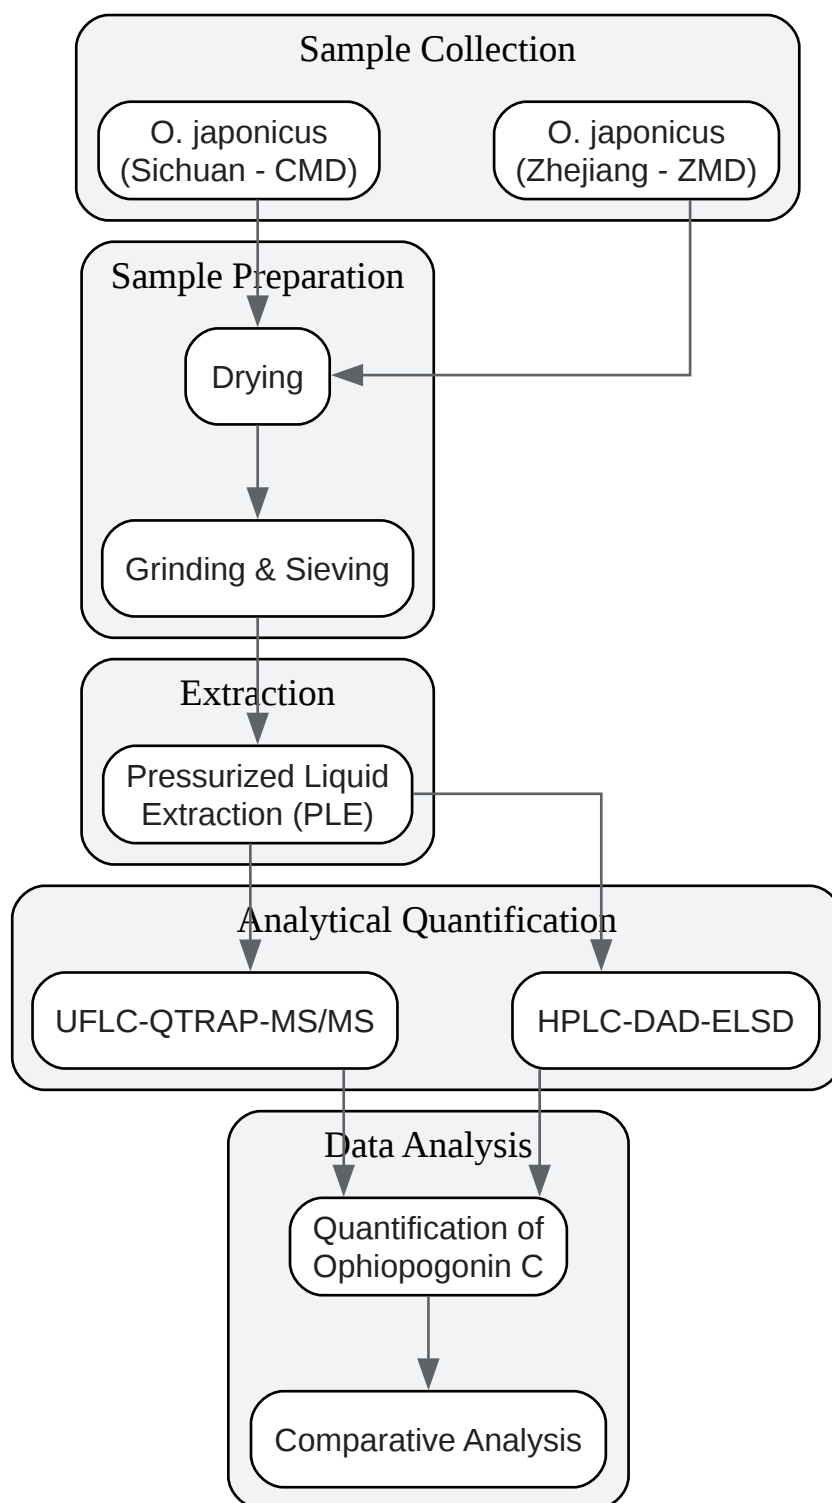 Sample Collection
O. japonicus
(Sichuan - CMD)
O. japonicus
(Zhejiang - ZMD)
Sample Preparation
Drying
Grinding & Sieving
Extraction
Pressurized Liquid
Extraction (PLE)
Analytical Quantification
UFLC-QTRAP-MS/MS
HPLC-DAD-ELSD
Data Analysis
Quantification of
Ophiopogonin C
Comparative Analysis